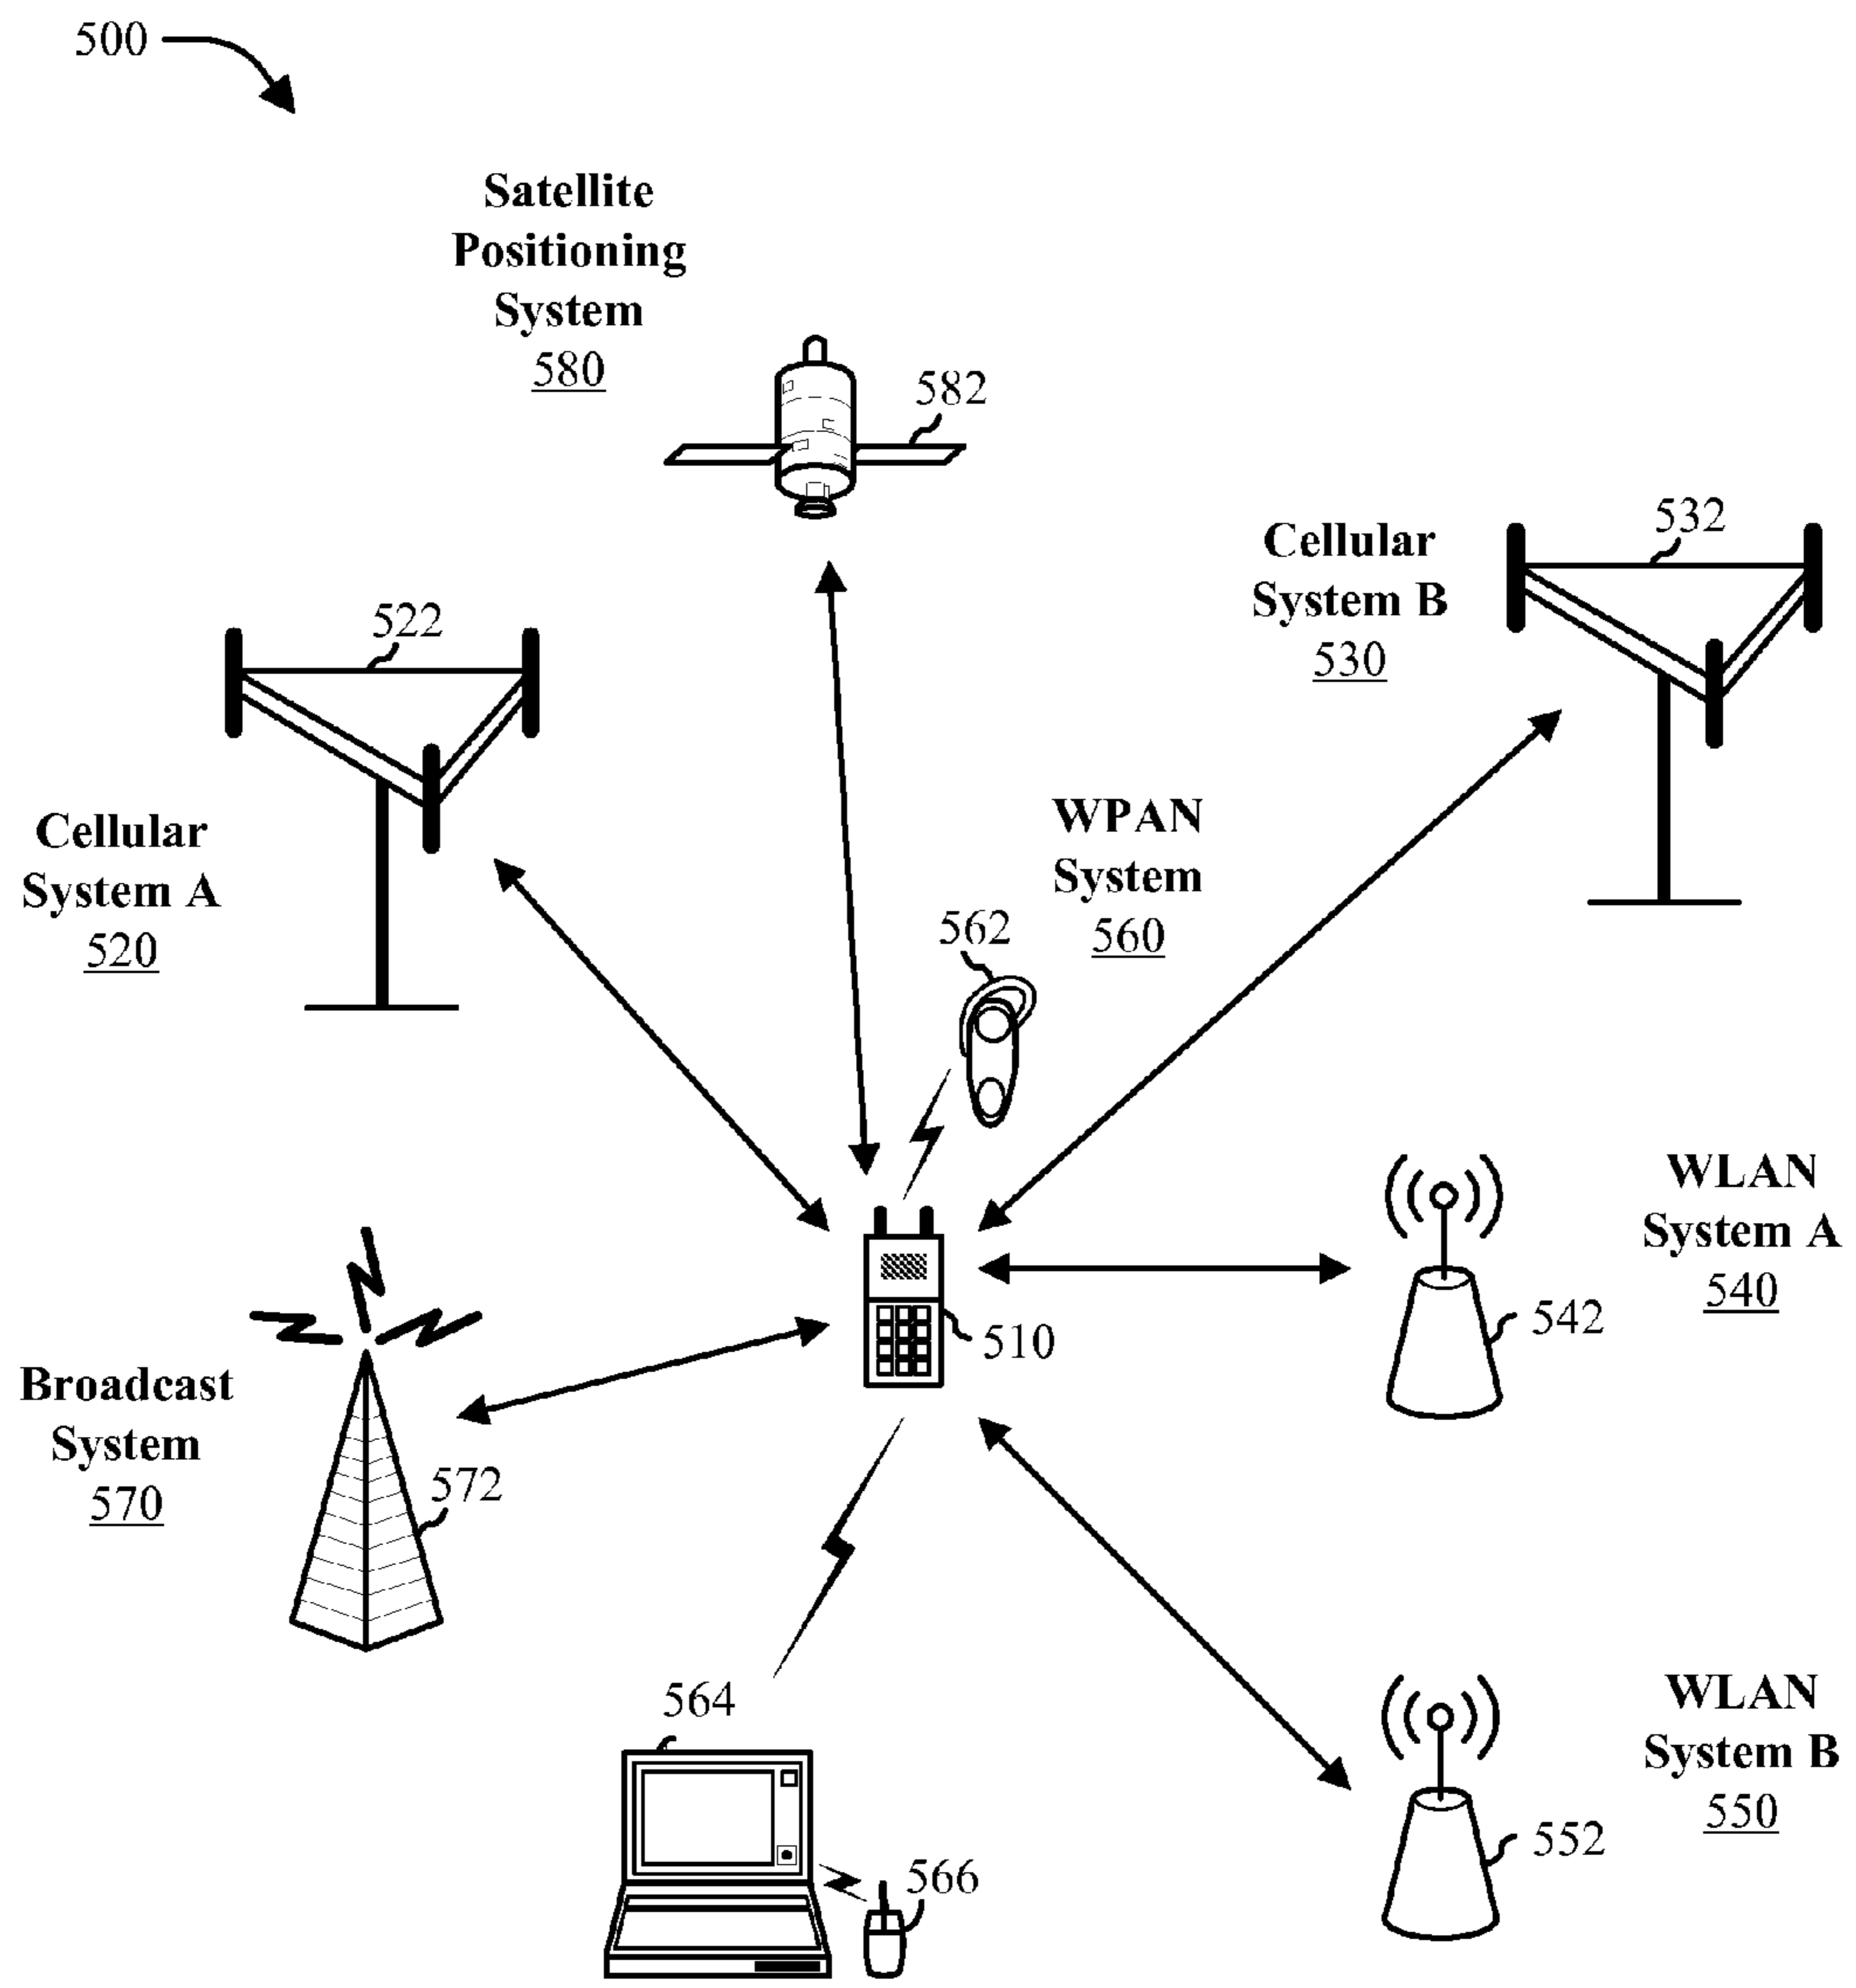 500
Satellite
Positioning
System
580
582
532
Cellular
System B
530
522
WPAN
System
560
Cellular
System A
520
562
WLAN
System A
540
542
510
Broadcast
System
570
572
564
WLAN
System B
550
552
566